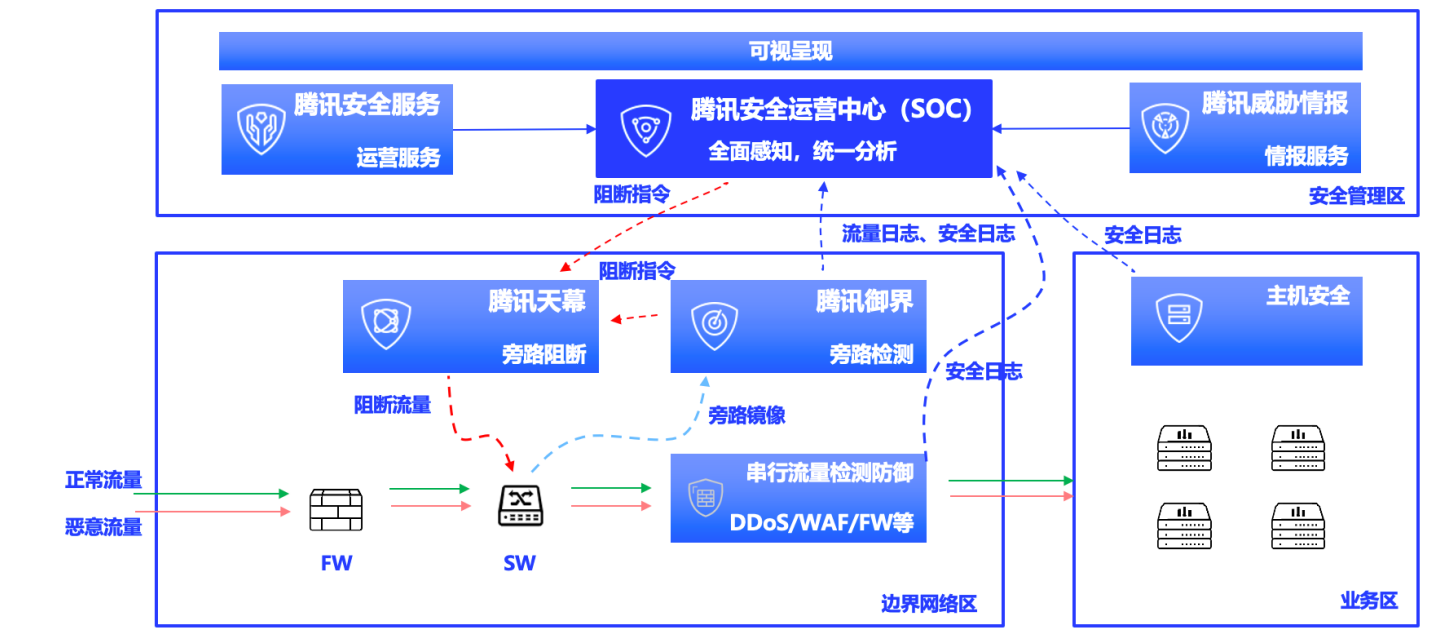 可视呈现
腾讯安全服务
运营服务
腾讯安全运营中心（SOC）
全面感知，统一分析
腾讯威胁情报
情报服务
安全管理区
阻断指令
流量日志、安全日志
安全日志
阻断指令
腾讯天幕
旁路阻断
腾讯御界
旁路检测
主机安全
安全日志
阻断流量
旁路镜像
正常流量
恶意流量
串行流量检测防御
DDoS/WAF/FW等
FW
SW
边界网络区
业务区